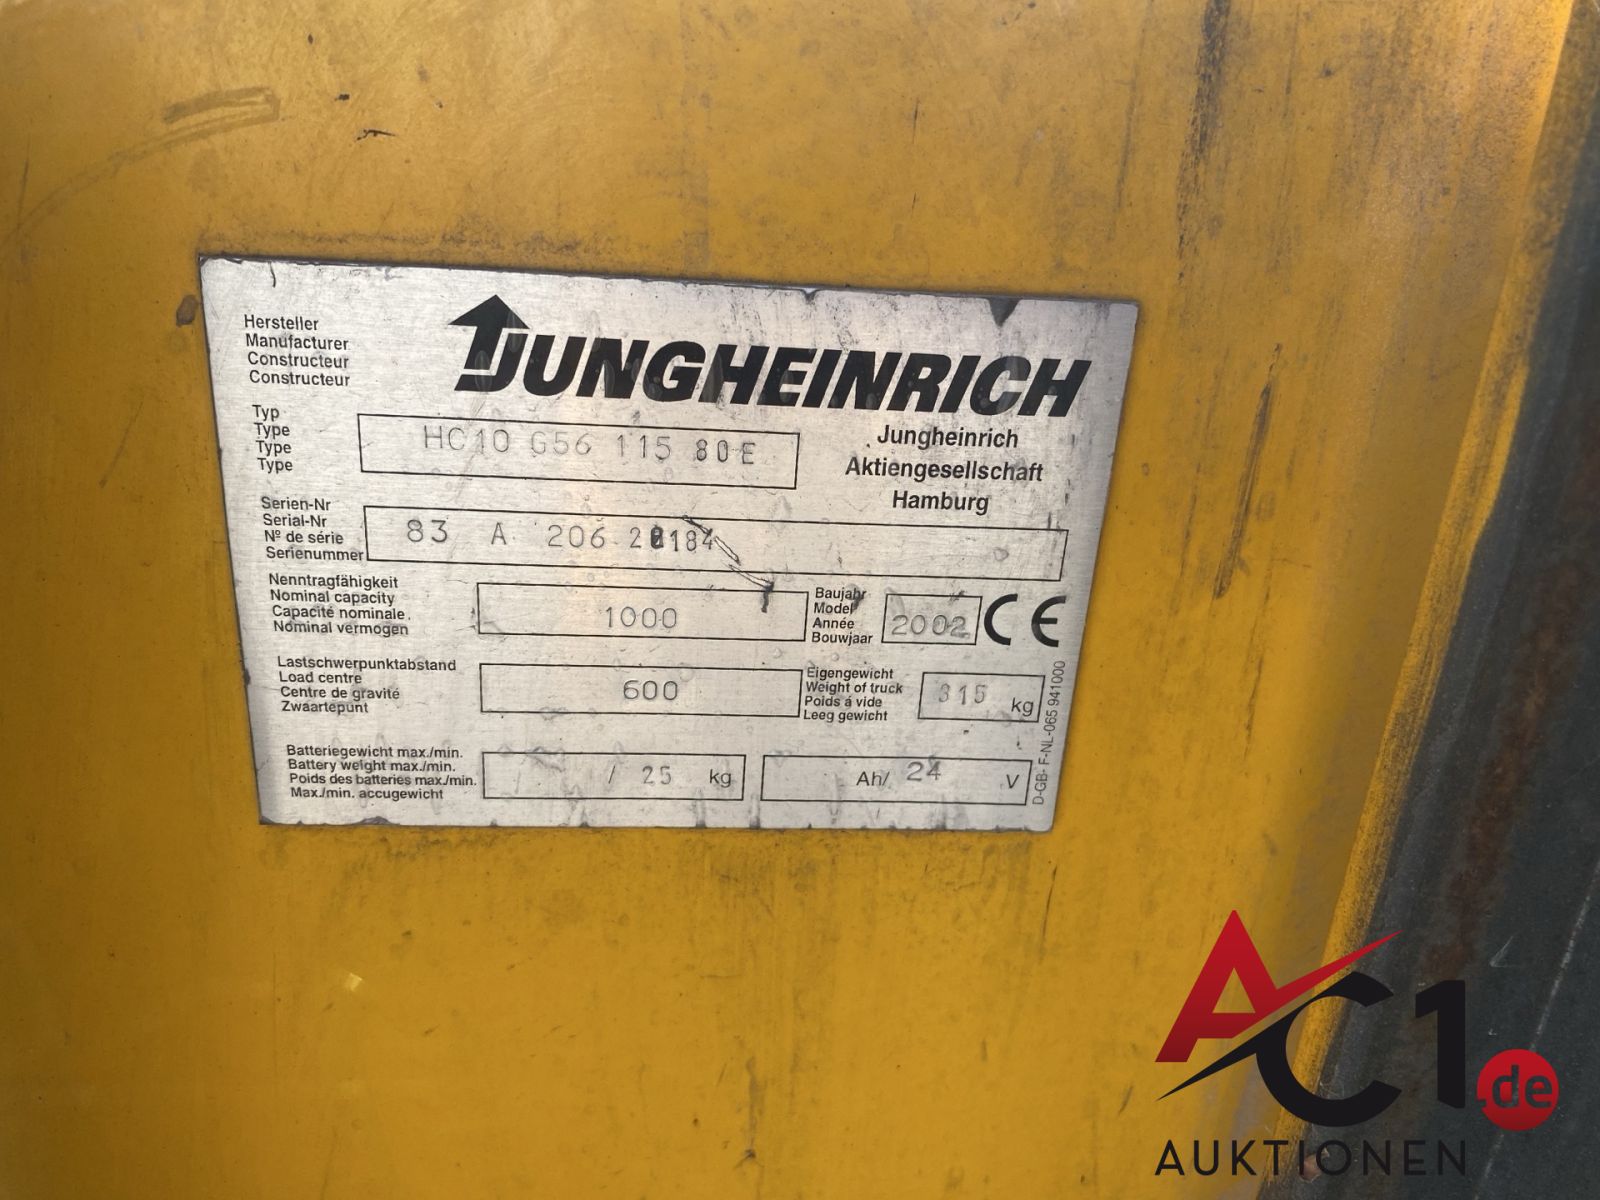 Hersteller
Manufacturer
Constructeur
Constructeur
JUNGHEINRICH
Jungheinrich
Aktiengesellschaft
Hamburg
Typ
Type
Type
Type
HC10 G56 115 80E
Serien-Nr
Serial-Nr
Nº de série
Serienummer
83 A 206
Nenntragfähigkeit
Nominal capacity
Capacité nominale
Nominal vermogen
1000
Baujahr
Model
Année
Bouwjaar
2002
CE
Lastschwerpunktabstand
Load centre
Centre de gravité
Zwaartepunt
600
Eigengewicht
Weight of truck
Poids á vide
Leeg gewicht
315 kg
Batteriegewicht max./min.
Battery weight max./min.
Poids des batteries max./min.
Max./min. accugewicht
/ 25 kg
Ah/ 24 V
D-GB- F-NL-065 941000
AC1.de
AUKTIONEN